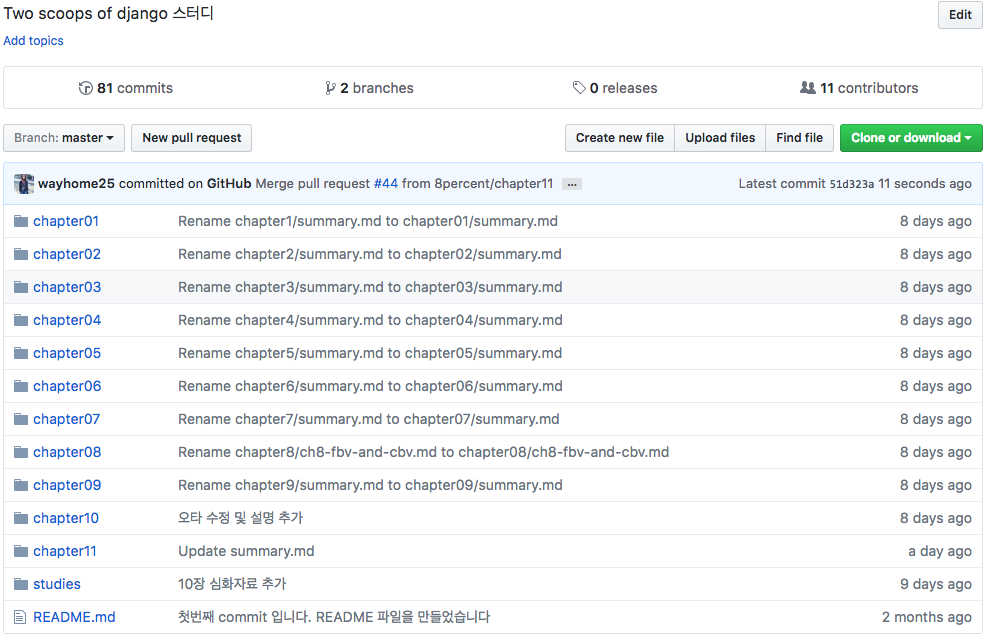 Two scoops of django 스터디
Edit
Add topics
81 commits 2 branches 0 releases 11 contributors
Branch: master New pull request Create new file Upload files Find file Clone or download
wayhome25 committed on GitHub Merge pull request #44 from 8percent/chapter11 ... Latest commit 51d323a 11 seconds ago
chapter01 Rename chapter1/summary.md to chapter01/summary.md 8 days ago
chapter02 Rename chapter2/summary.md to chapter02/summary.md 8 days ago
chapter03 Rename chapter3/summary.md to chapter03/summary.md 8 days ago
chapter04 Rename chapter4/summary.md to chapter04/summary.md 8 days ago
chapter05 Rename chapter5/summary.md to chapter05/summary.md 8 days ago
chapter06 Rename chapter6/summary.md to chapter06/summary.md 8 days ago
chapter07 Rename chapter7/summary.md to chapter07/summary.md 8 days ago
chapter08 Rename chapter8/ch8-fbv-and-cbv.md to chapter08/ch8-fbv-and-cbv.md 8 days ago
chapter09 Rename chapter9/summary.md to chapter09/summary.md 8 days ago
chapter10 오타 수정 및 설명 추가 8 days ago
chapter11 Update summary.md a day ago
studies 10장 심화자료 추가 9 days ago
README.md 첫번째 commit 입니다. README 파일을 만들었습니다 2 months ago